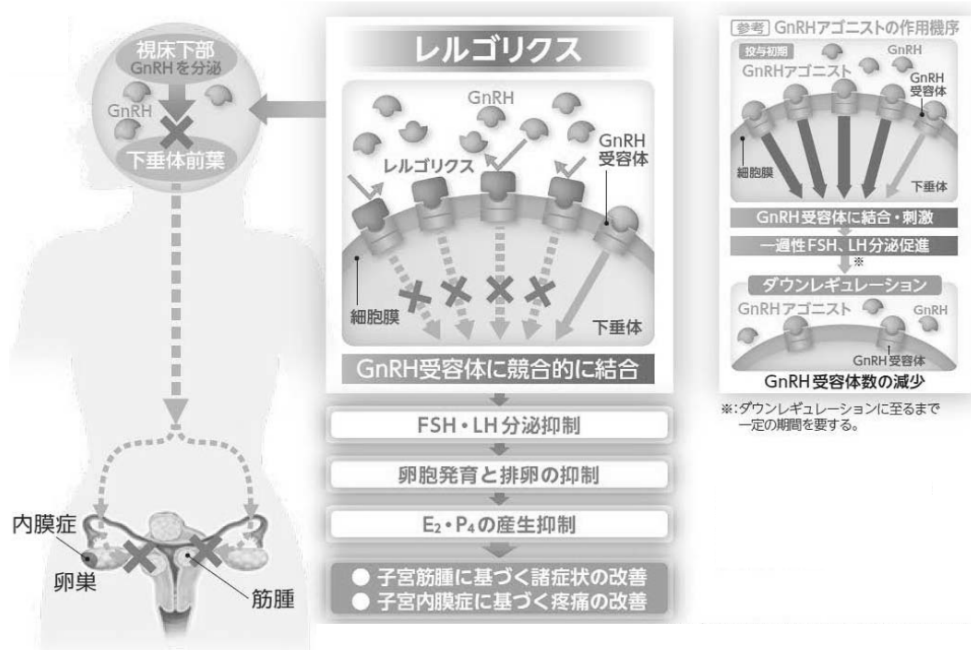 視床下部
GnRHを分泌
GnRH
下垂体前葉
内膜症
卵巣
筋腫
レルゴリクス
GnRH
レルゴリクス
GnRH
受容体
細胞膜
下垂体
GnRH受容体に競合的に結合
FSH・LH分泌抑制
卵胞発育と排卵の抑制
E₂・P₄の産生抑制
● 子宮筋腫に基づく諸症状の改善
● 子宮内膜症に基づく疼痛の改善
[参考] GnRHアゴニストの作用機序
投与初期
GnRH
GnRHアゴニスト
GnRH
受容体
細胞膜
下垂体
GnRH受容体に結合・刺激
一過性FSH、LH分泌促進
※
ダウンレギュレーション
GnRHアゴニスト
GnRH
GnRH受容体
GnRH受容体数の減少
※:ダウンレギュレーションに至るまで
一定の期間を要する。